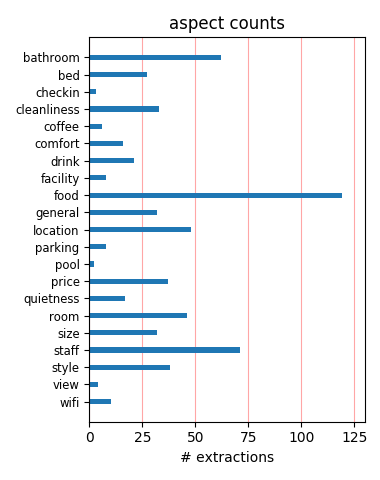 aspect counts
bathroom
bed
checkin
cleanliness
coffee
comfort
drink
facility
food
general
location
parking
pool
price
quietness
room
size
staff
style
view
wifi
0 25 50 75 100 125
# extractions